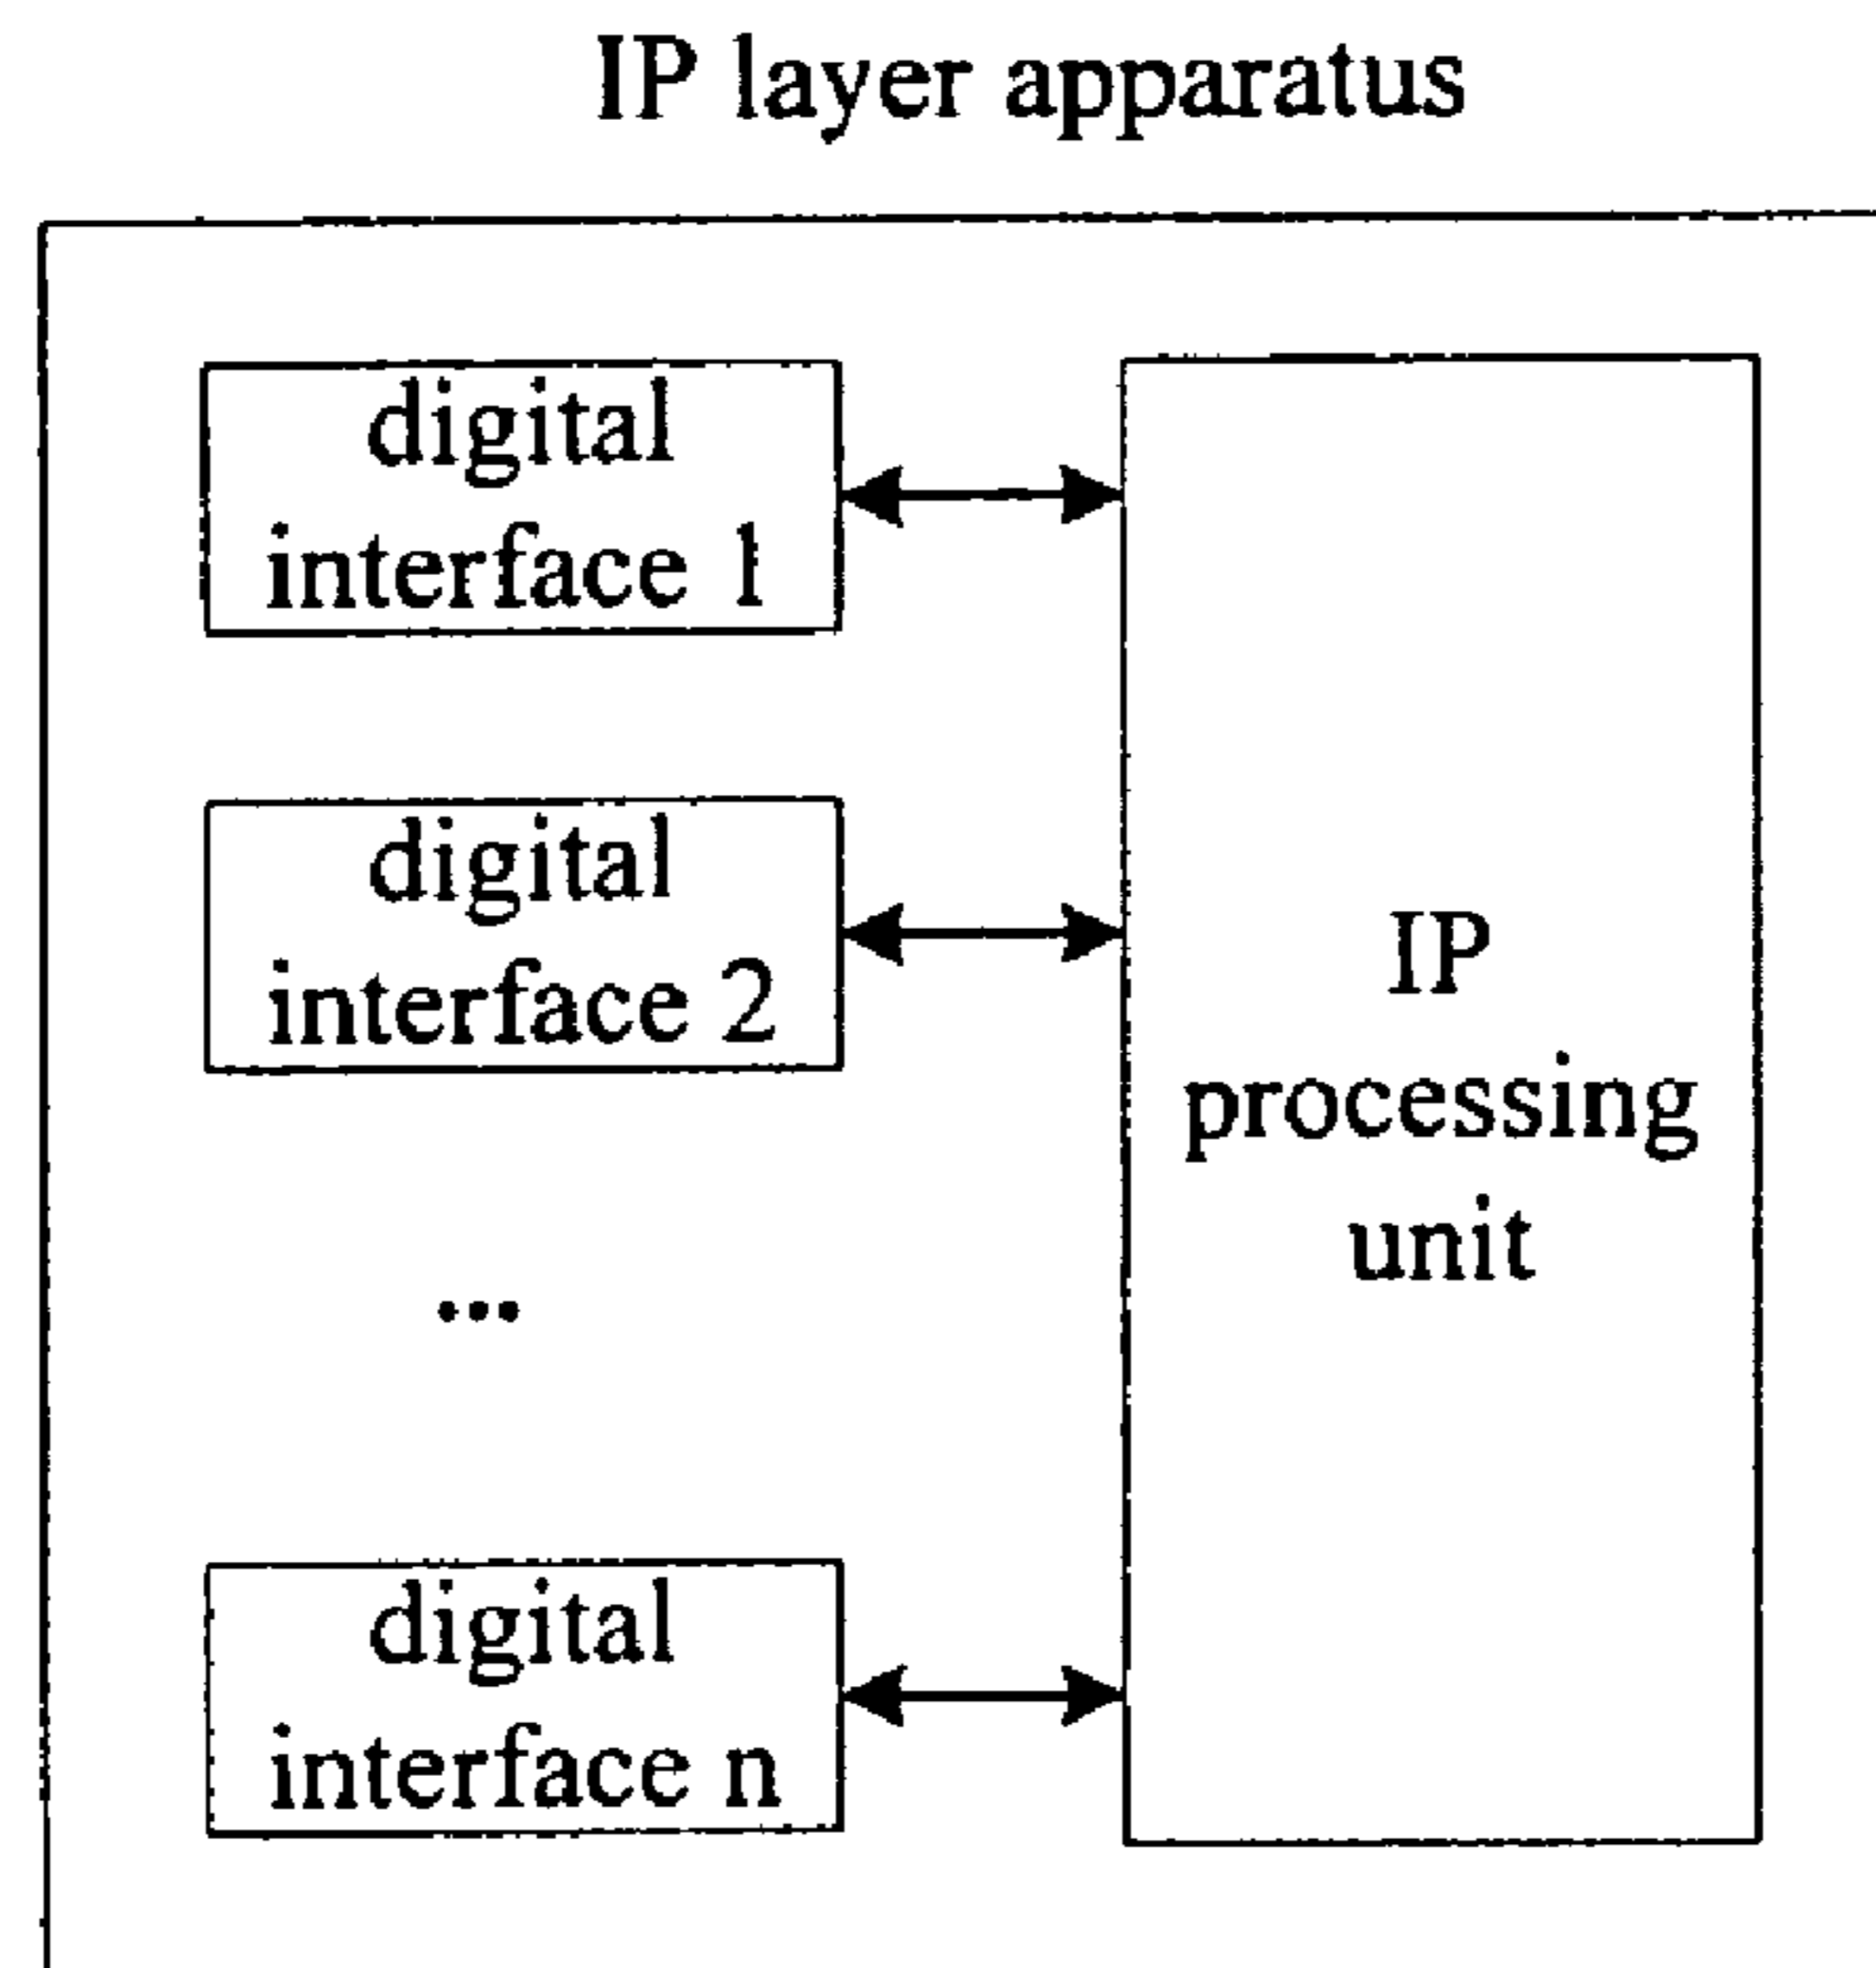 IP layer apparatus
digital
interface 1
digital
interface 2
...
digital
interface n
IP
processing
unit